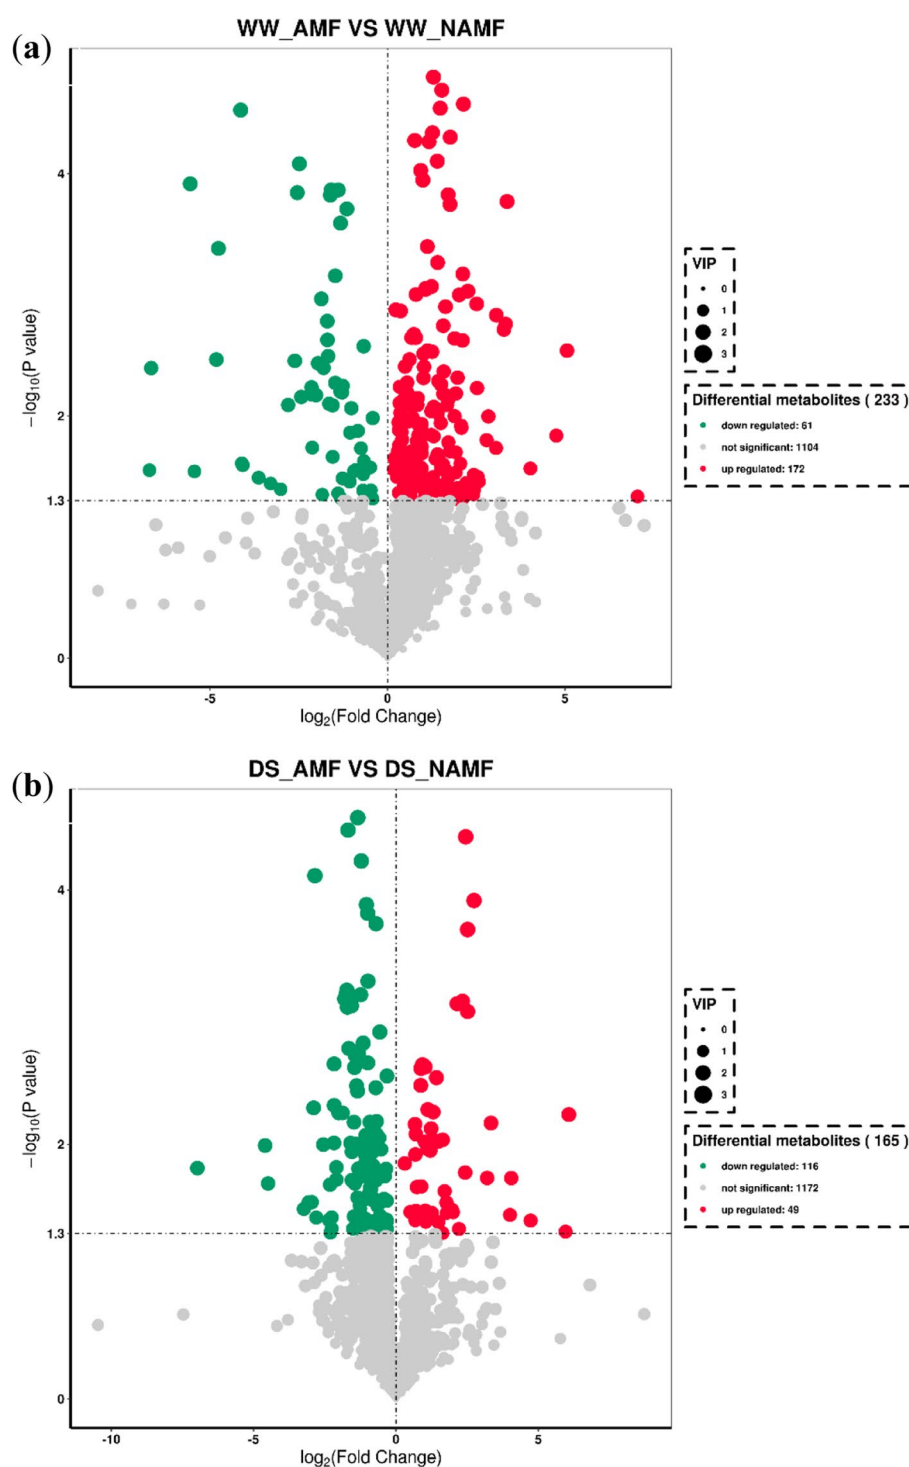 (a)
WW_AMF VS WW_NAMF
4
2
1.3
0
−log10(P value)
-5
0
5
log2(Fold Change)
VIP
0
1
2
3
Differential metabolites ( 233 )
down regulated: 61
not significant: 1104
up regulated: 172
(b)
DS_AMF VS DS_NAMF
4
2
1.3
0
−log10(P value)
-10
-5
0
5
log2(Fold Change)
VIP
0
1
2
3
Differential metabolites ( 165 )
down regulated: 116
not significant: 1172
up regulated: 49